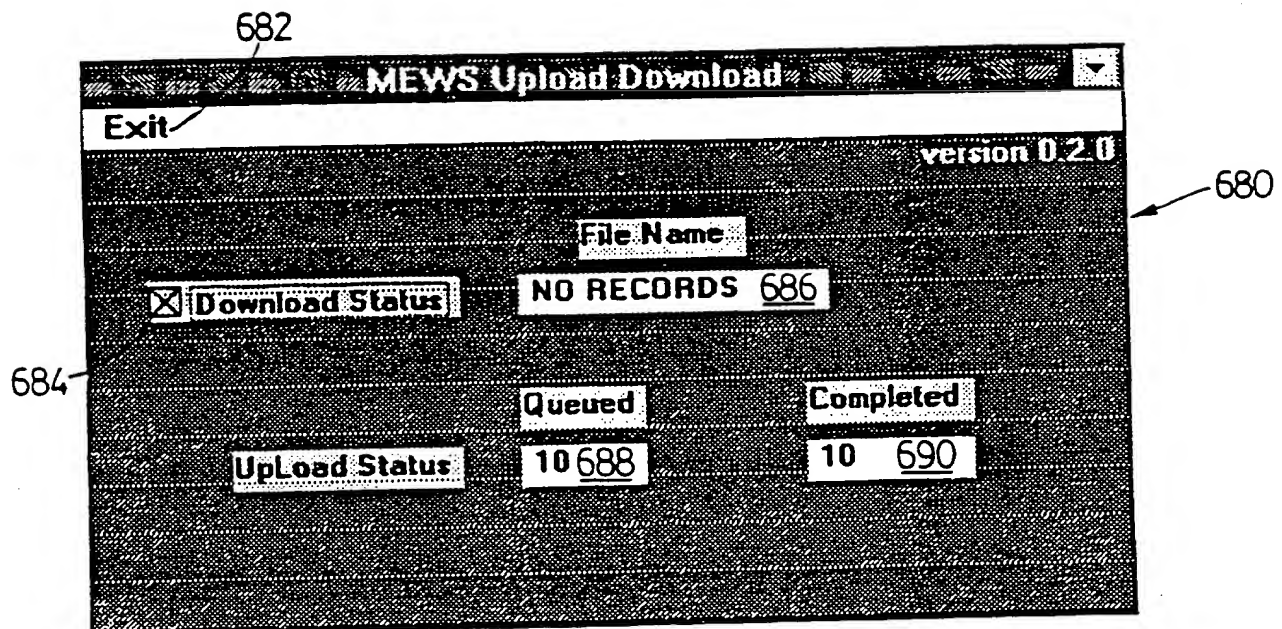 682
MEWS Upload Download
Exit
version 0.2.0
680
File Name
Download Status
NO RECORDS 686
684
Queued
Completed
UpLoad Status
10 688
10 690